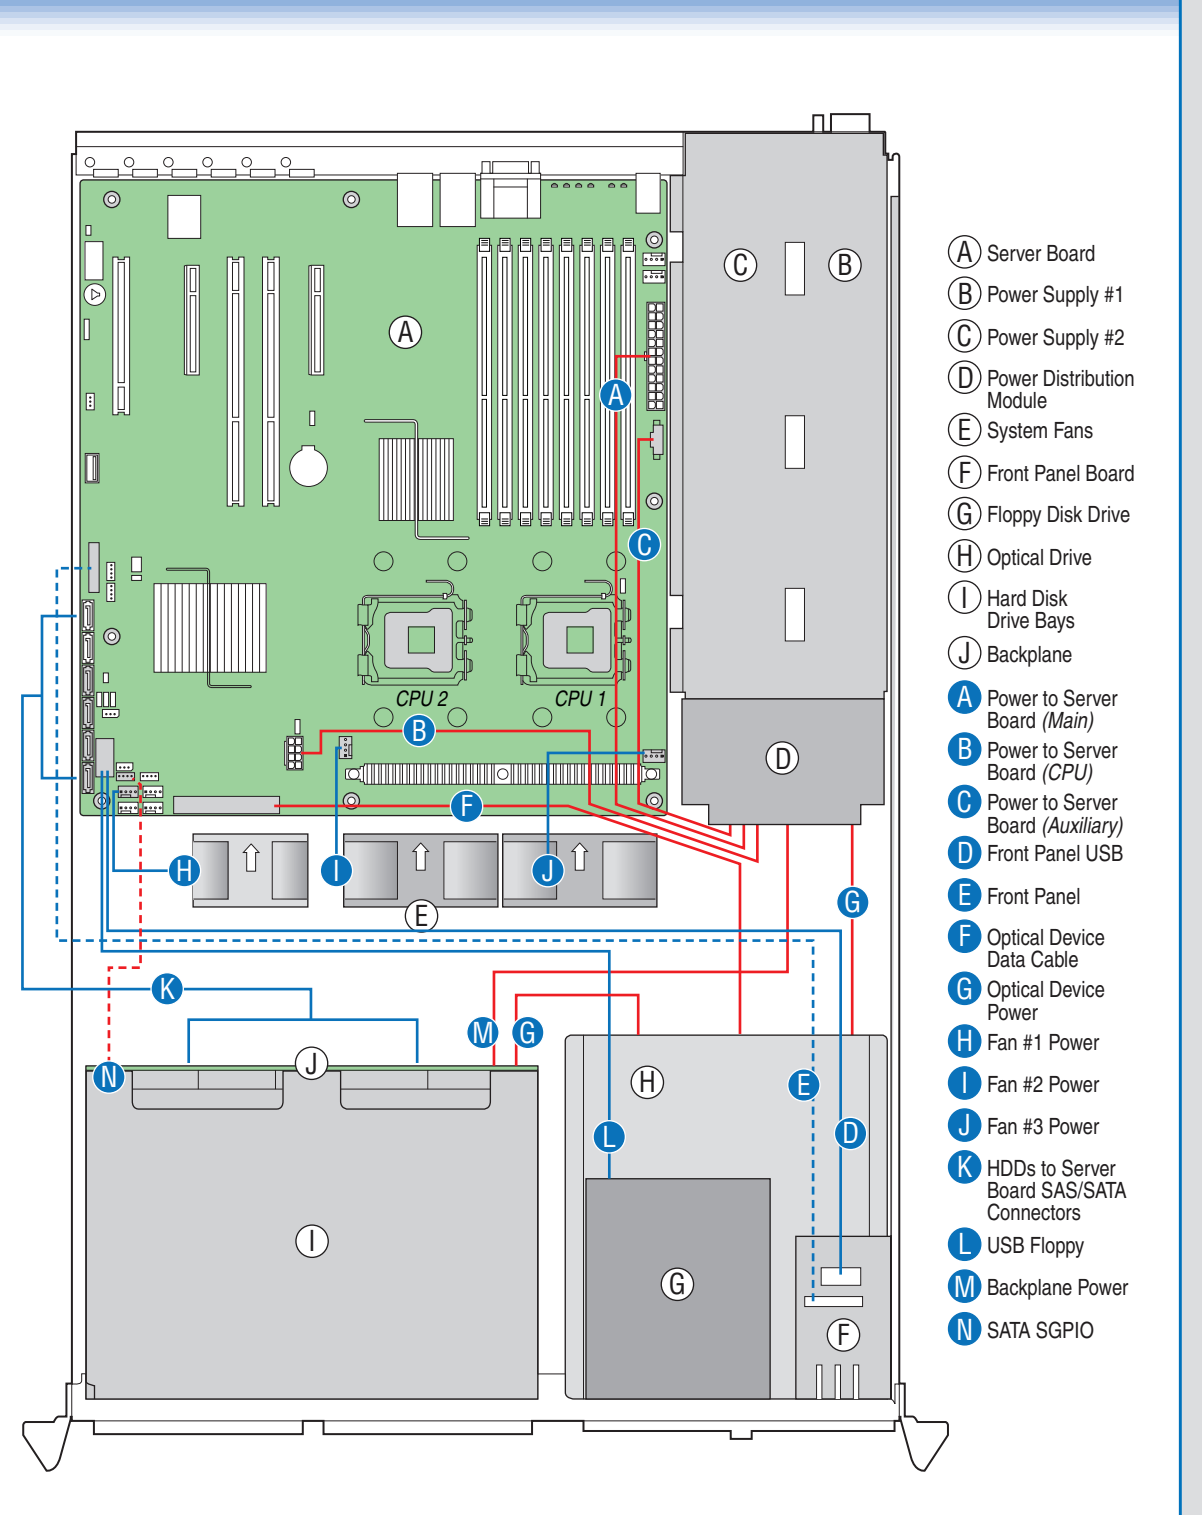 A
C
B
A
C
CPU 2
CPU 1
B
D
J
F
H
I
J
E
G
K
M
G
J
N
H
E
L
D
I
G
F
A Server Board
B Power Supply #1
C Power Supply #2
D Power Distribution
Module
E System Fans
F Front Panel Board
G Floppy Disk Drive
H Optical Drive
I Hard Disk
Drive Bays
J Backplane
A Power to Server
Board (Main)
B Power to Server
Board (CPU)
C Power to Server
Board (Auxiliary)
D Front Panel USB
E Front Panel
F Optical Device
Data Cable
G Optical Device
Power
H Fan #1 Power
I Fan #2 Power
J Fan #3 Power
K HDDs to Server
Board SAS/SATA
Connectors
L USB Floppy
M Backplane Power
N SATA SGPIO